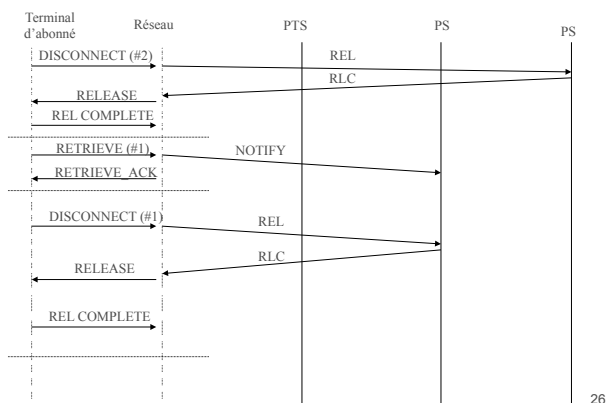 Terminal
d’abonné
Réseau
PTS
PS
PS
DISCONNECT (#2)
REL
RLC
RELEASE
REL COMPLETE
RETRIEVE (#1)
NOTIFY
RETRIEVE_ACK
DISCONNECT (#1)
REL
RLC
RELEASE
REL COMPLETE
26